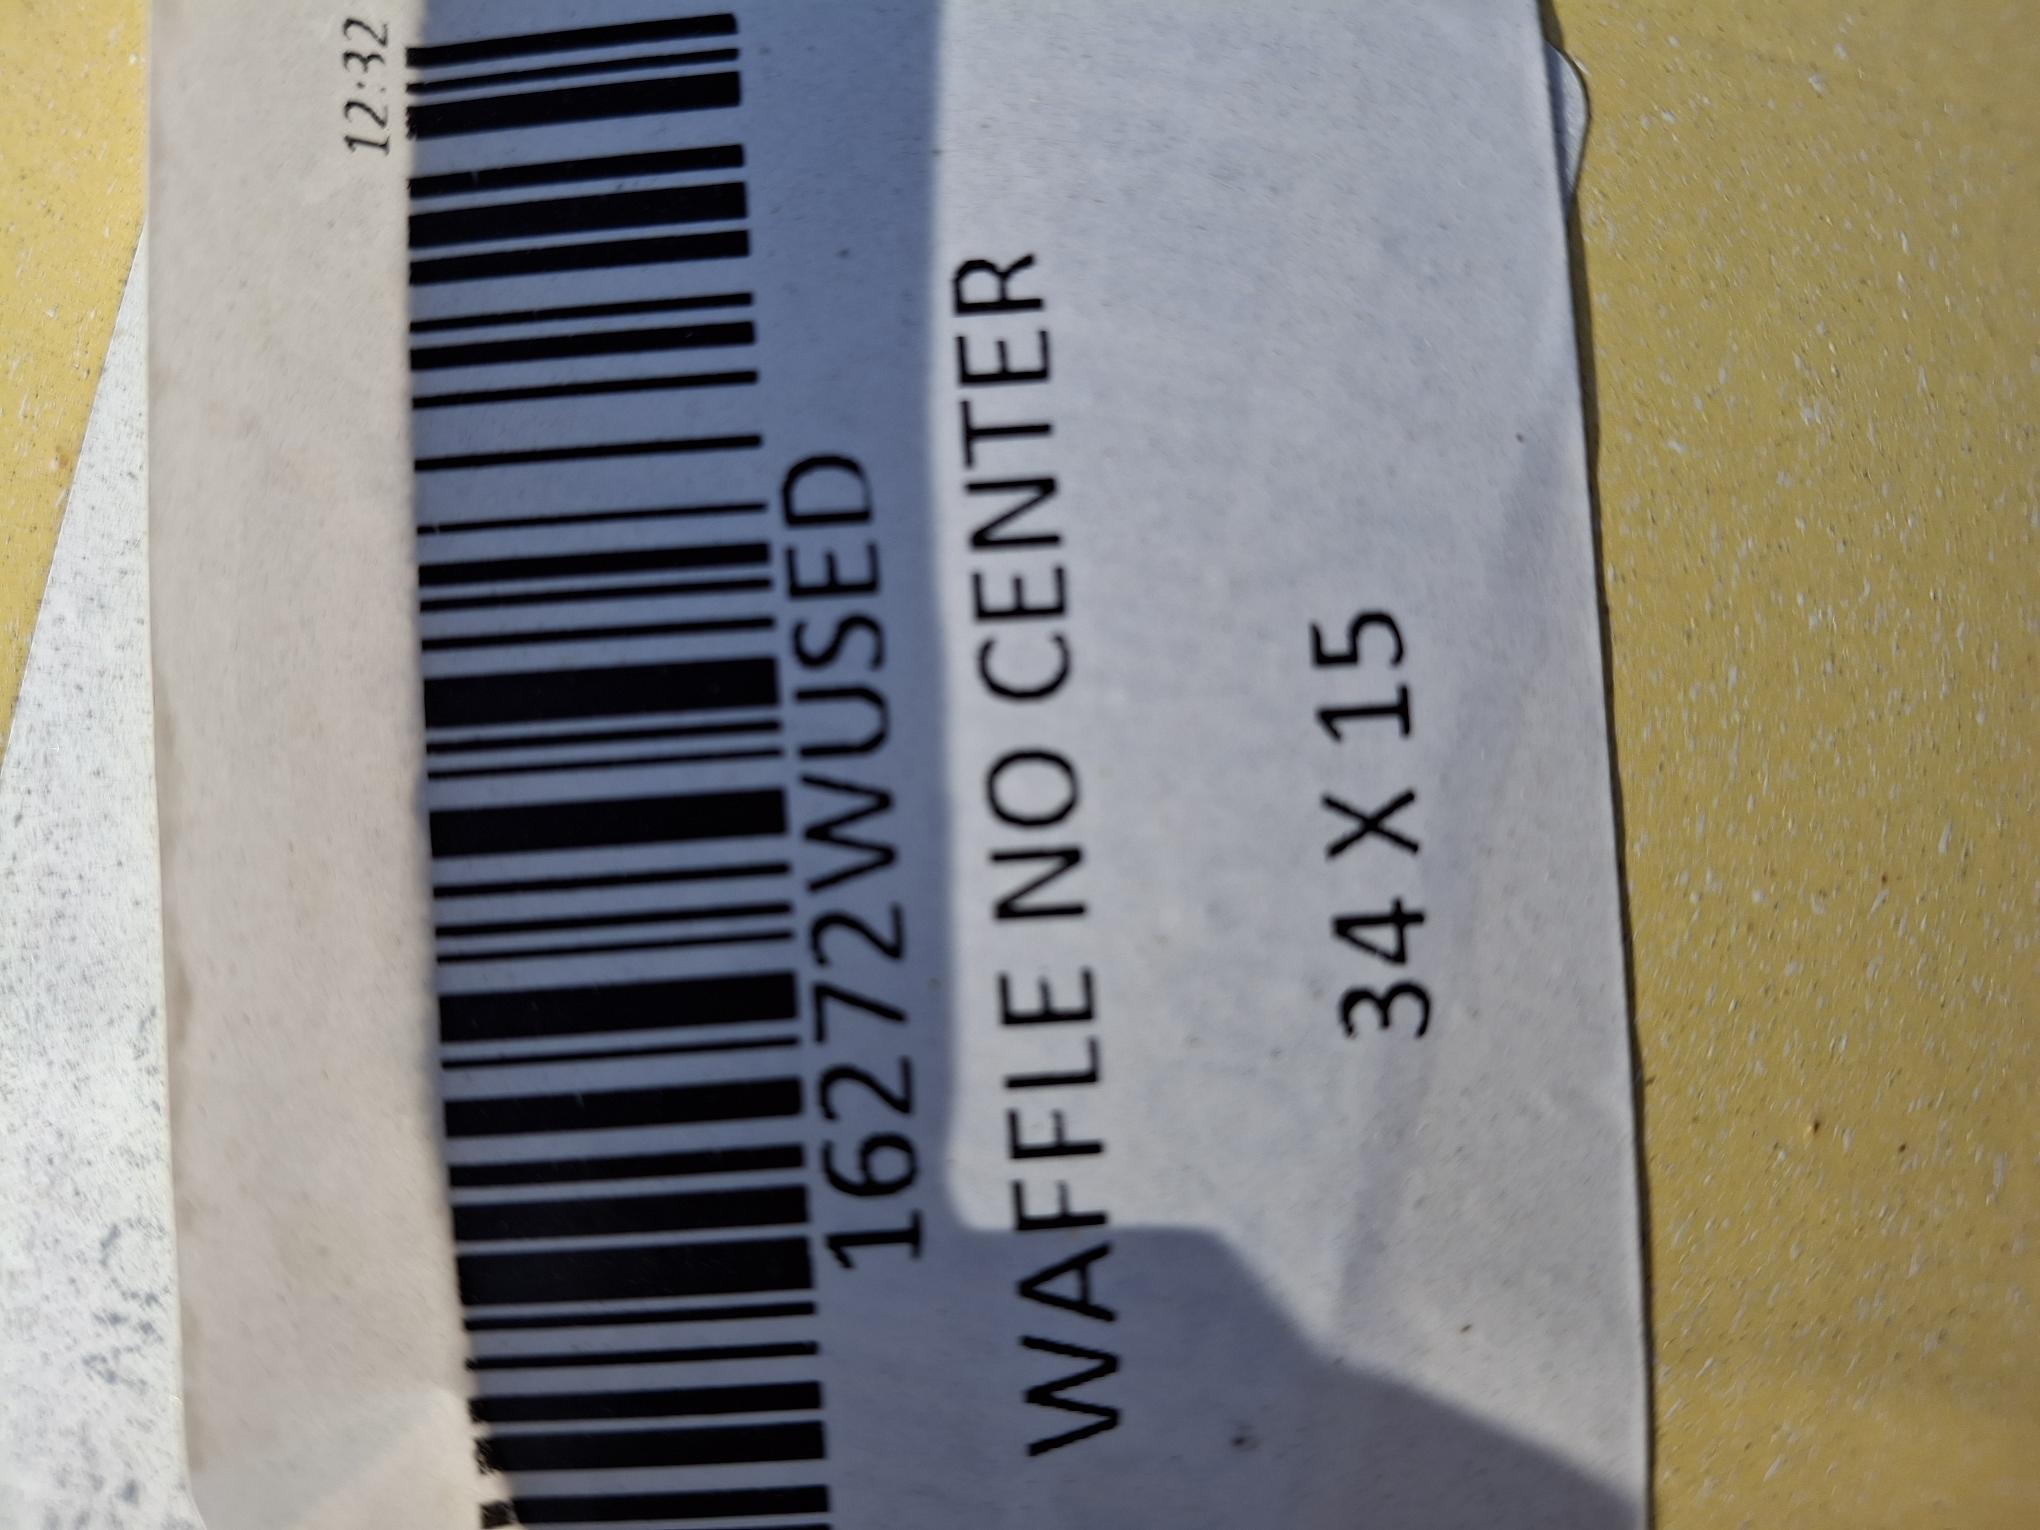 12:32
16272WUSED
WAFFLE NO CENTER
34 X 15